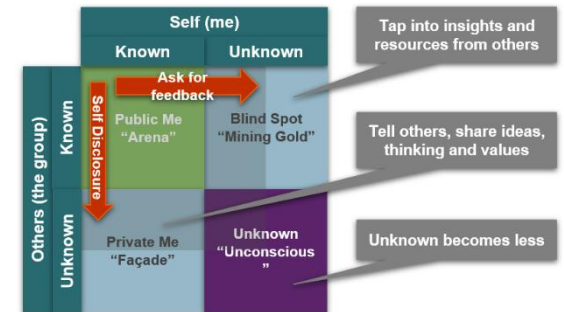 Self (me)
Known
Unknown
Others (the group)
Known
Unknown
Ask for
feedback
Self Disclosure
Public Me
“Arena”
Blind Spot
“Mining Gold”
Private Me
“Façade”
Unknown
“Unconscious
”
Tap into insights and
resources from others
Tell others, share ideas,
thinking and values
Unknown becomes less